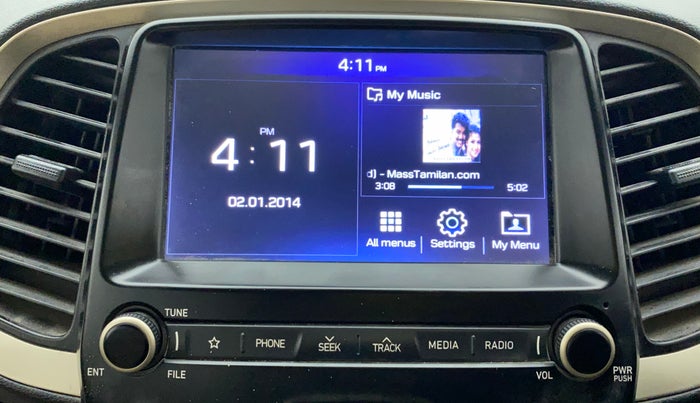 4:11 PM
PM
4:11
02.01.2014
My Music
d] - MassTamilan.com
3:08 5:02
All menus Settings My Menu
TUNE
☆ PHONE SEEK TRACK MEDIA RADIO
ENT FILE VOL PWR
PUSH